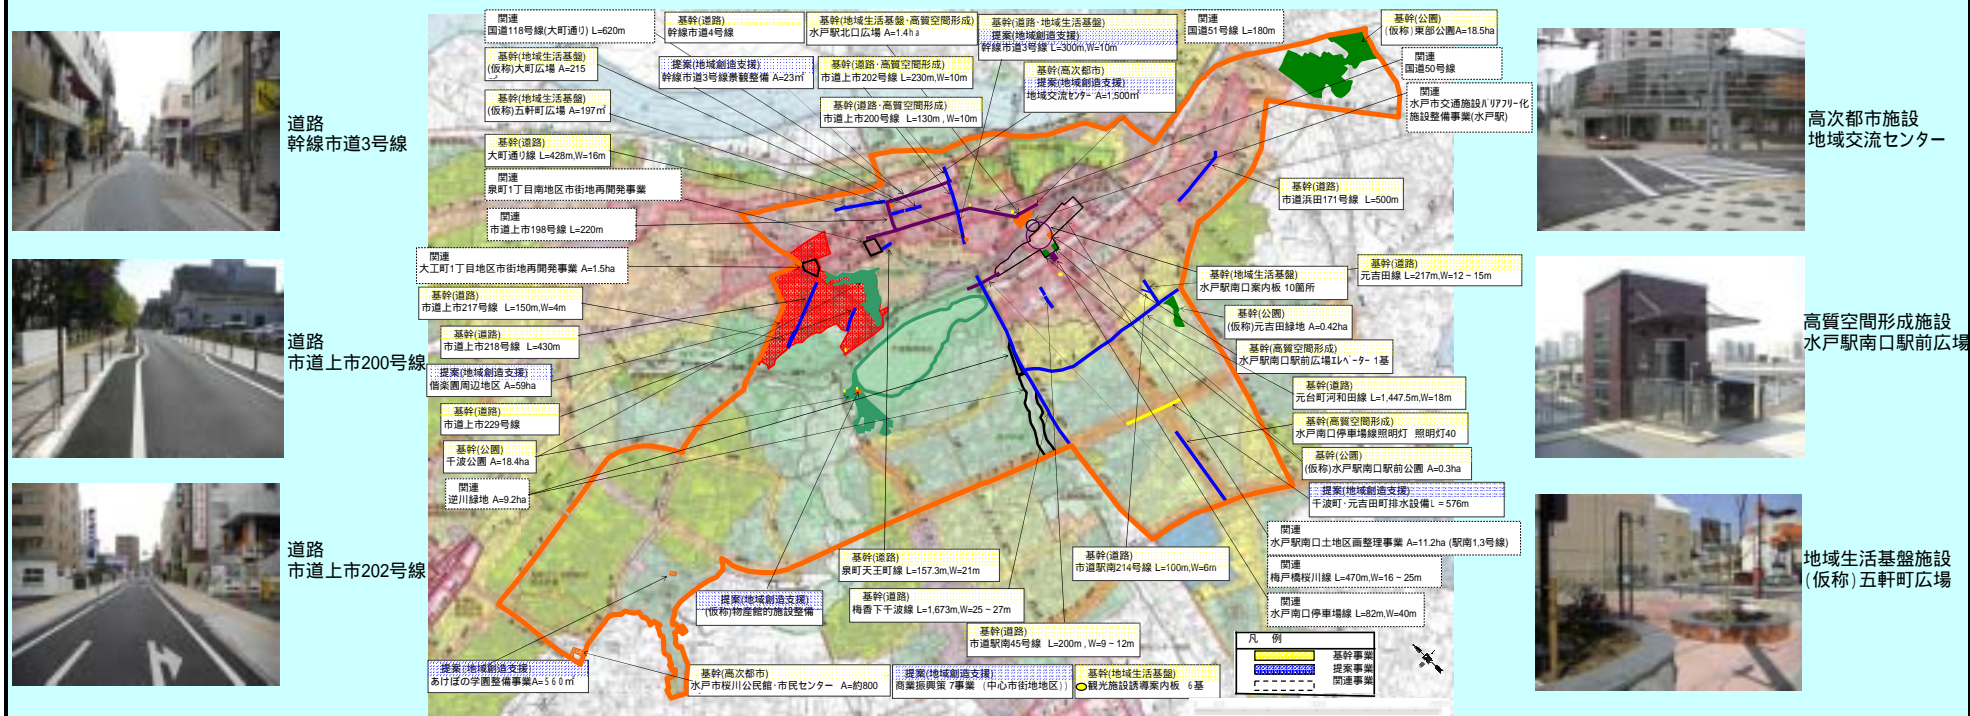 道路
幹線市道3号線
道路
市道上市200号線
道路
市道上市202号線
関連
国道118号線(大町通り) L=620m
基幹(地域生活基盤)
(仮称)大町広場 A=215
基幹(地域生活基盤)
(仮称)五軒町広場 A=197㎡
基幹(道路)
大町通り線 L=428m,W=16m
関連
泉町1丁目南地区市街地再開発事業
関連
市道上市198号線 L=220m
関連
大工町1丁目地区市街地再開発事業 A=1.5ha
基幹(道路)
市道上市217号線 L=150m,W=4m
基幹(道路)
市道上市218号線 L=430m
提案(地域創造支援)
偕楽園周辺地区 A=59ha
基幹(道路)
市道上市229号線
基幹(公園)
千波公園 A=18.4ha
関連
逆川緑地 A=9.2ha
基幹(道路)
幹線市道4号線
提案(地域創造支援)
幹線市道3号線景観整備 A=23㎡
基幹(地域生活基盤・高質空間形成)
水戸駅北口広場 A=1.4ha
基幹(道路・高質空間形成)
市道上市202号線 L=230m,W=10m
基幹(道路・高質空間形成)
市道上市200号線 L=130m,W=10m
基幹(道路・地域生活基盤)
提案(地域創造支援)
幹線市道3号線 L=300m,W=10m
基幹(高次都市)
提案(地域創造支援)
地域交流センター A=1,500㎡
関連
国道51号線 L=180m
基幹(公園)
(仮称)東部公園A=18.5ha
関連
国道50号線
関連
水戸市交通施設バリアフリー化
施設整備事業(水戸駅)
基幹(道路)
市道浜田171号線 L=500m
基幹(地域生活基盤)
水戸駅南口案内板 10箇所
基幹(道路)
元吉田線 L=217m,W=12～15m
基幹(公園)
(仮称)元吉田緑地 A=0.42ha
基幹(高質空間形成)
水戸駅南口駅前広場エレベーター 1基
基幹(道路)
元台町河和田線 L=1,447.5m,W=18m
基幹(高質空間形成)
水戸南口停車場線照明灯 照明灯40
基幹(公園)
(仮称)水戸駅南口駅前公園 A=0.3ha
提案(地域創造支援)
千波町・元吉田町排水設備L=576m
関連
水戸駅南口土地区画整理事業 A=11.2ha (駅南1,3号線)
関連
梅戸橋桜川線 L=470m,W=16～25m
関連
水戸南口停車場線 L=82m,W=40m
基幹(道路)
泉町天王町線 L=157.3m,W=21m
基幹(道路)
市道駅南214号線 L=100m,W=6m
提案(地域創造支援)
(仮称)物産館的施設整備
基幹(道路)
梅香下千波線 L=1,673m,W=25～27m
基幹(道路)
市道駅南45号線 L=200m,W=9～12m
提案(地域創造支援)
あけぼの学園整備事業A=560㎡
基幹(高次都市)
水戸市桜川公民館・市民センター A=約800
提案(地域創造支援)
商業振興策 7事業 (中心市街地地区))
基幹(地域生活基盤)
観光施設誘導案内板 6基
凡 例
基幹事業
提案事業
関連事業
高次都市施設
地域交流センター
高質空間形成施設
水戸駅南口駅前広場
地域生活基盤施設
(仮称)五軒町広場